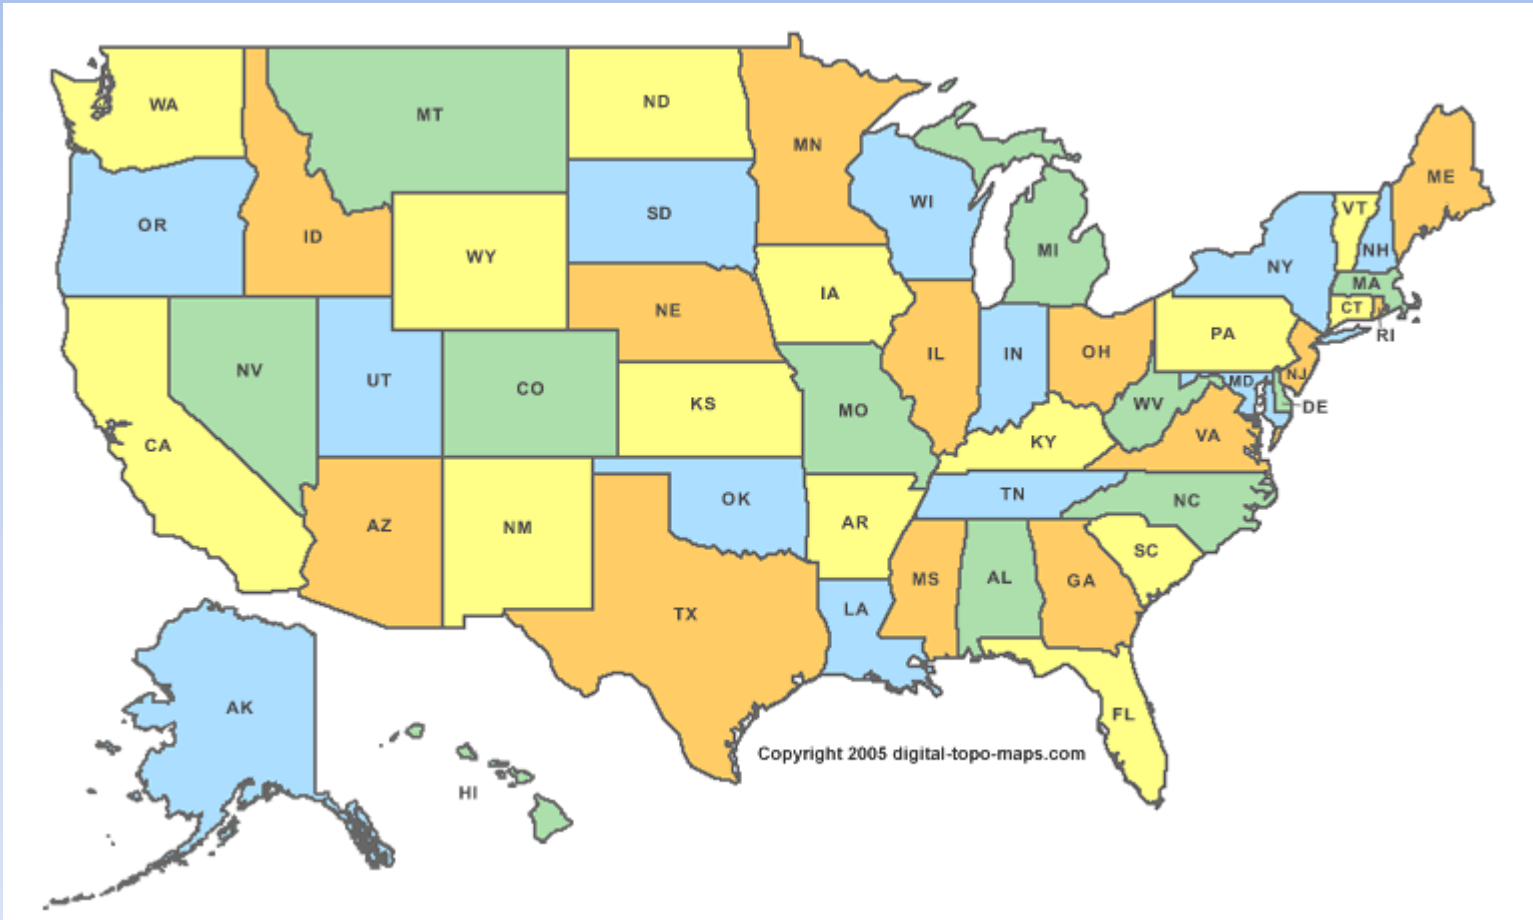 WA
MT
ND
MN
OR
ID
WY
SD
WI
MI
ME
VT
NH
NY
MA
CT
RI
NV
UT
CO
NE
IA
IL
IN
OH
PA
NJ
MD
DE
CA
KS
MO
KY
WV
VA
AZ
NM
OK
AR
TN
NC
SC
TX
LA
MS
AL
GA
FL
AK
HI
Copyright 2005 digital-topo-maps.com